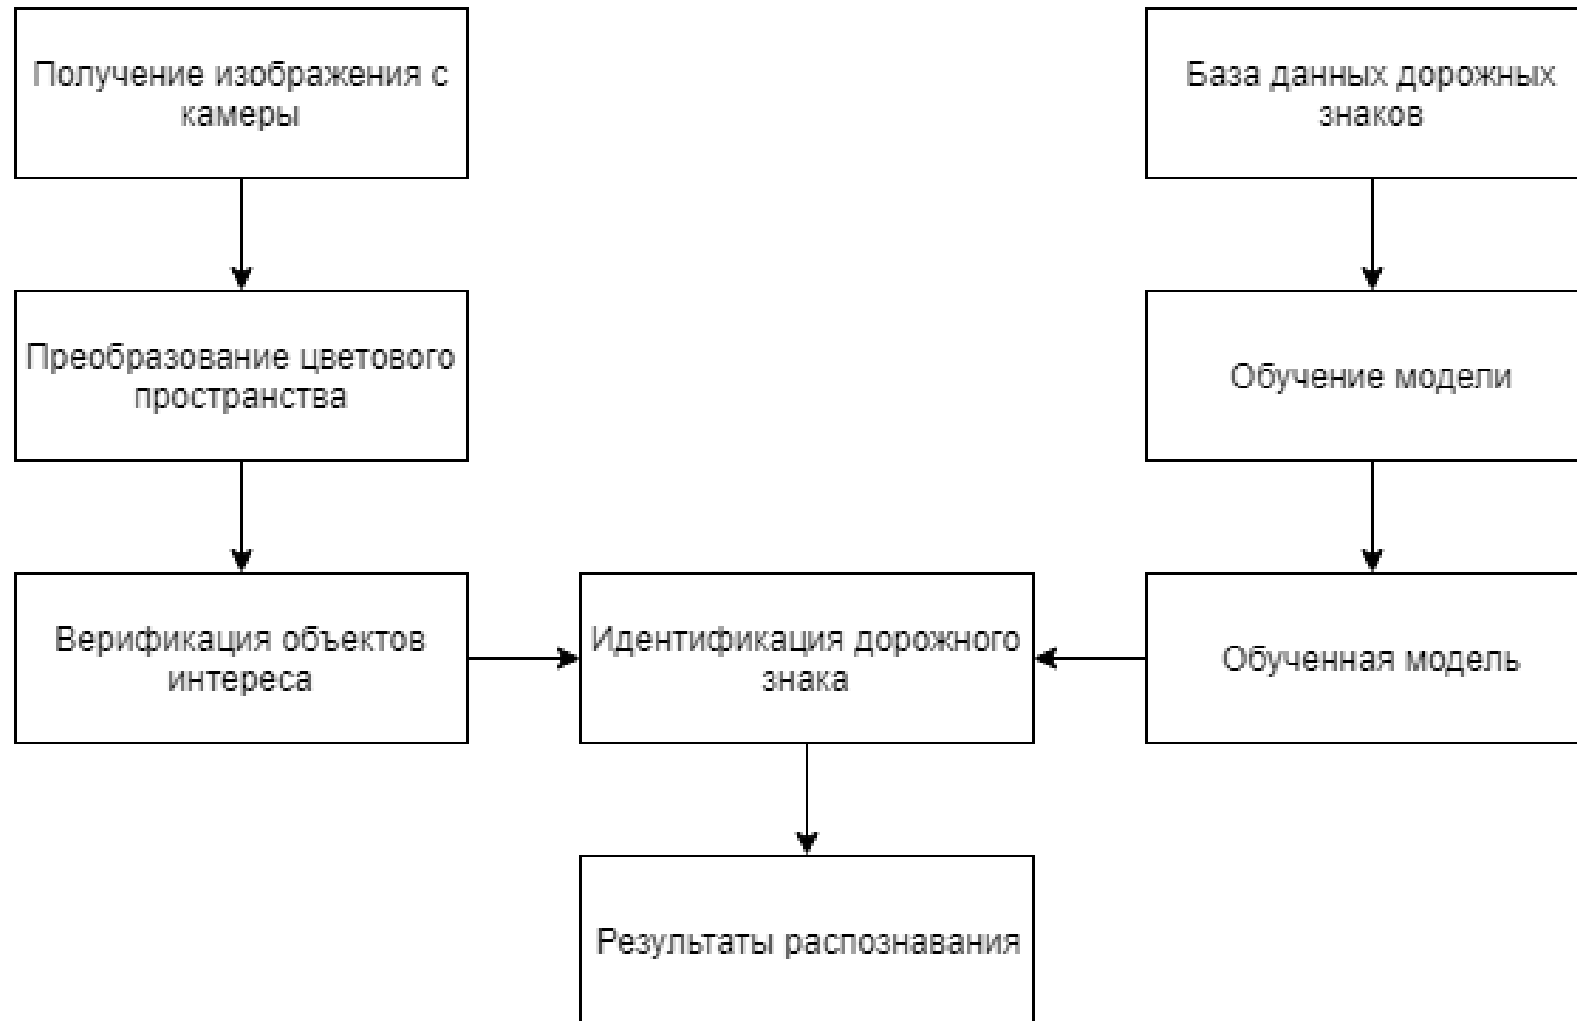 Получение изображения с
камеры
База данных дорожных
знаков
Преобразование цветового
пространства
Обучение модели
Верификация объектов
интереса
Идентификация дорожного
знака
Обученная модель
Результаты распознавания